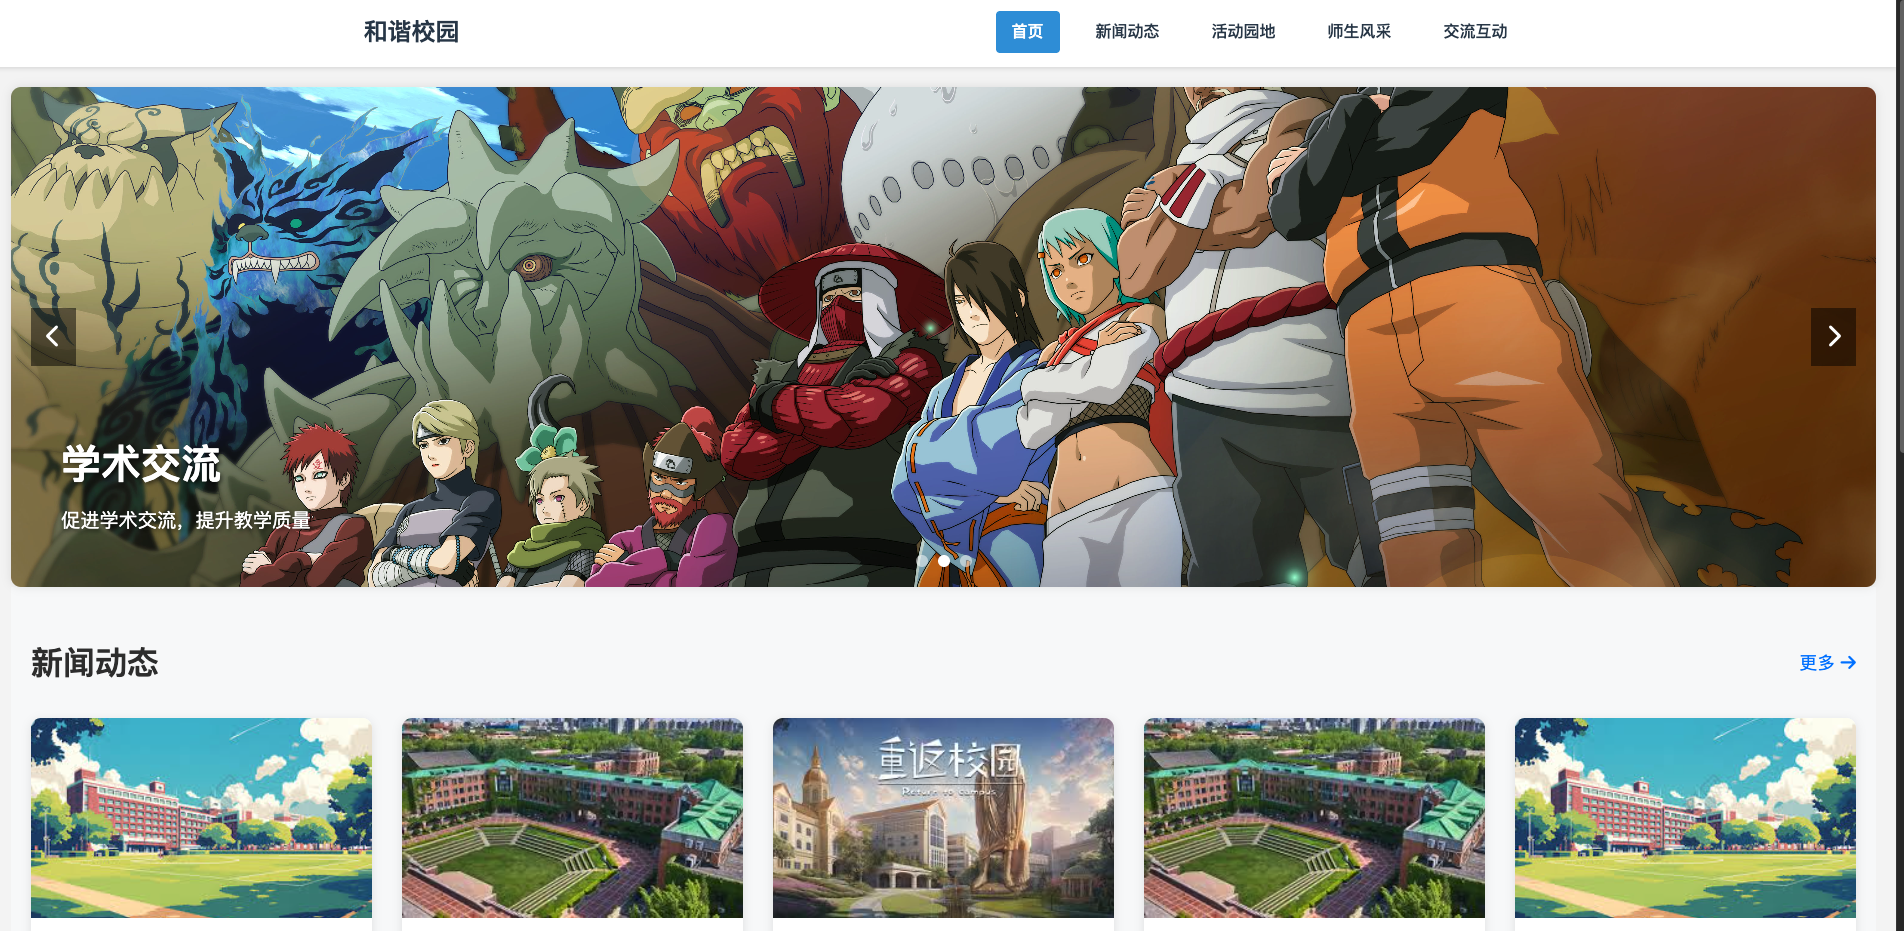 和谐校园
首页 新闻动态 活动园地 师生风采 交流互动
学术交流
促进学术交流，提升教学质量
新闻动态
更多
重返校园
Return to campus